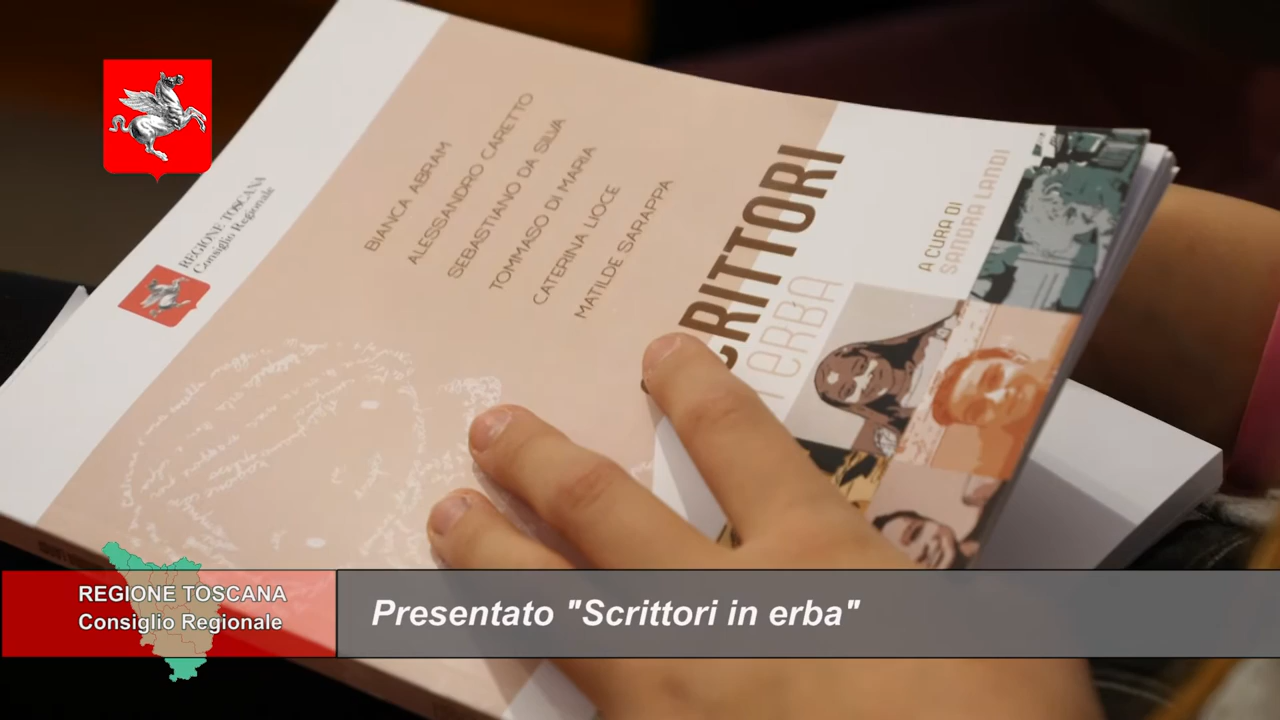 REGIONE TOSCANA
Consiglio Regionale
BIANCA ABRIAM
ALESSANDRO CARETTO
SEBASTIANO DA SILVA
TOMMASO DI MARIA
CATERINA LIOCE
MATILDE SARAPPA
CRITTORI
ERBA
A CURA DI
SANDRA LANDI
REGIONE TOSCANA
Consiglio Regionale
Presentato "Scrittori in erba"